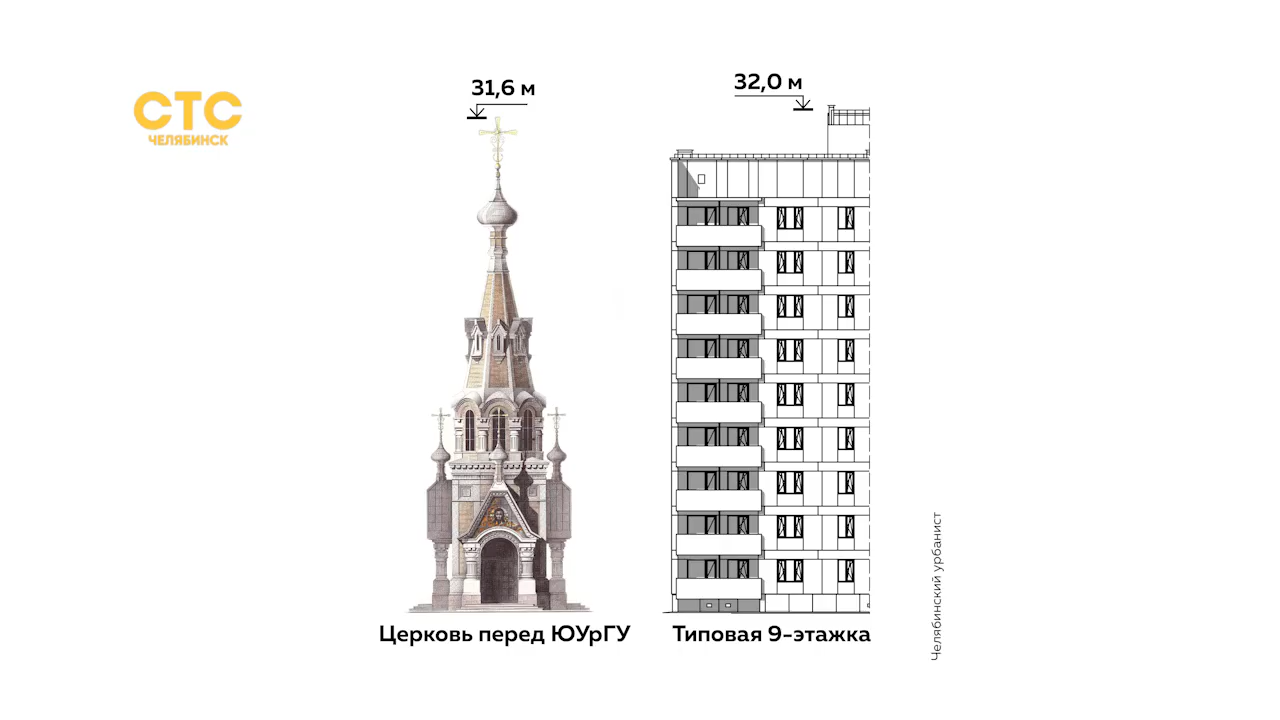 СТС
ЧЕЛЯБИНСК
31,6 м
32,0 м
Церковь перед ЮУрГУ
Типовая 9-этажка
Челябинский урбанист